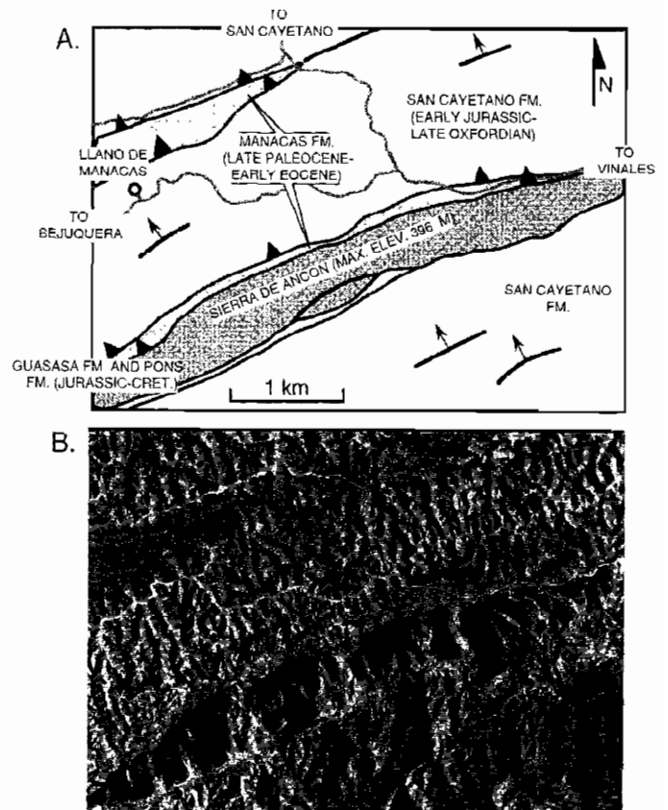 A.
TO
SAN CAYETANO
N
SAN CAYETANO FM.
(EARLY JURASSIC-
LATE OXFORDIAN)
MANACAS FM.
(LATE PALEOCENE-
EARLY EOCENE)
LLANO DE
MANACAS
TO
VINALES
TO
BEJUQUERA
SIERRA DE ANCON (MAX. ELEV. 396 M)
SAN CAYETANO
FM.
GUASASA FM. AND PONS
FM. (JURASSIC-CRET.)
1 km
B.